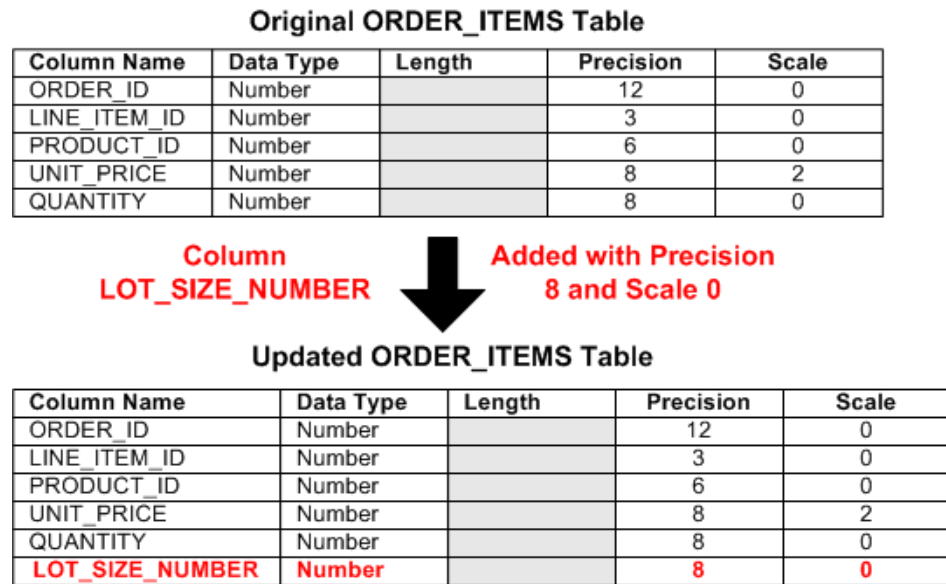 Original ORDER_ITEMS Table
Column Name Data Type Length Precision Scale
ORDER_ID Number 12 0
LINE_ITEM_ID Number 3 0
PRODUCT_ID Number 6 0
UNIT_PRICE Number 8 2
QUANTITY Number 8 0
Column Added with Precision
LOT_SIZE_NUMBER 8 and Scale 0
Updated ORDER_ITEMS Table
Column Name Data Type Length Precision Scale
ORDER_ID Number 12 0
LINE_ITEM_ID Number 3 0
PRODUCT_ID Number 6 0
UNIT_PRICE Number 8 2
QUANTITY Number 8 0
LOT_SIZE_NUMBER Number 8 0